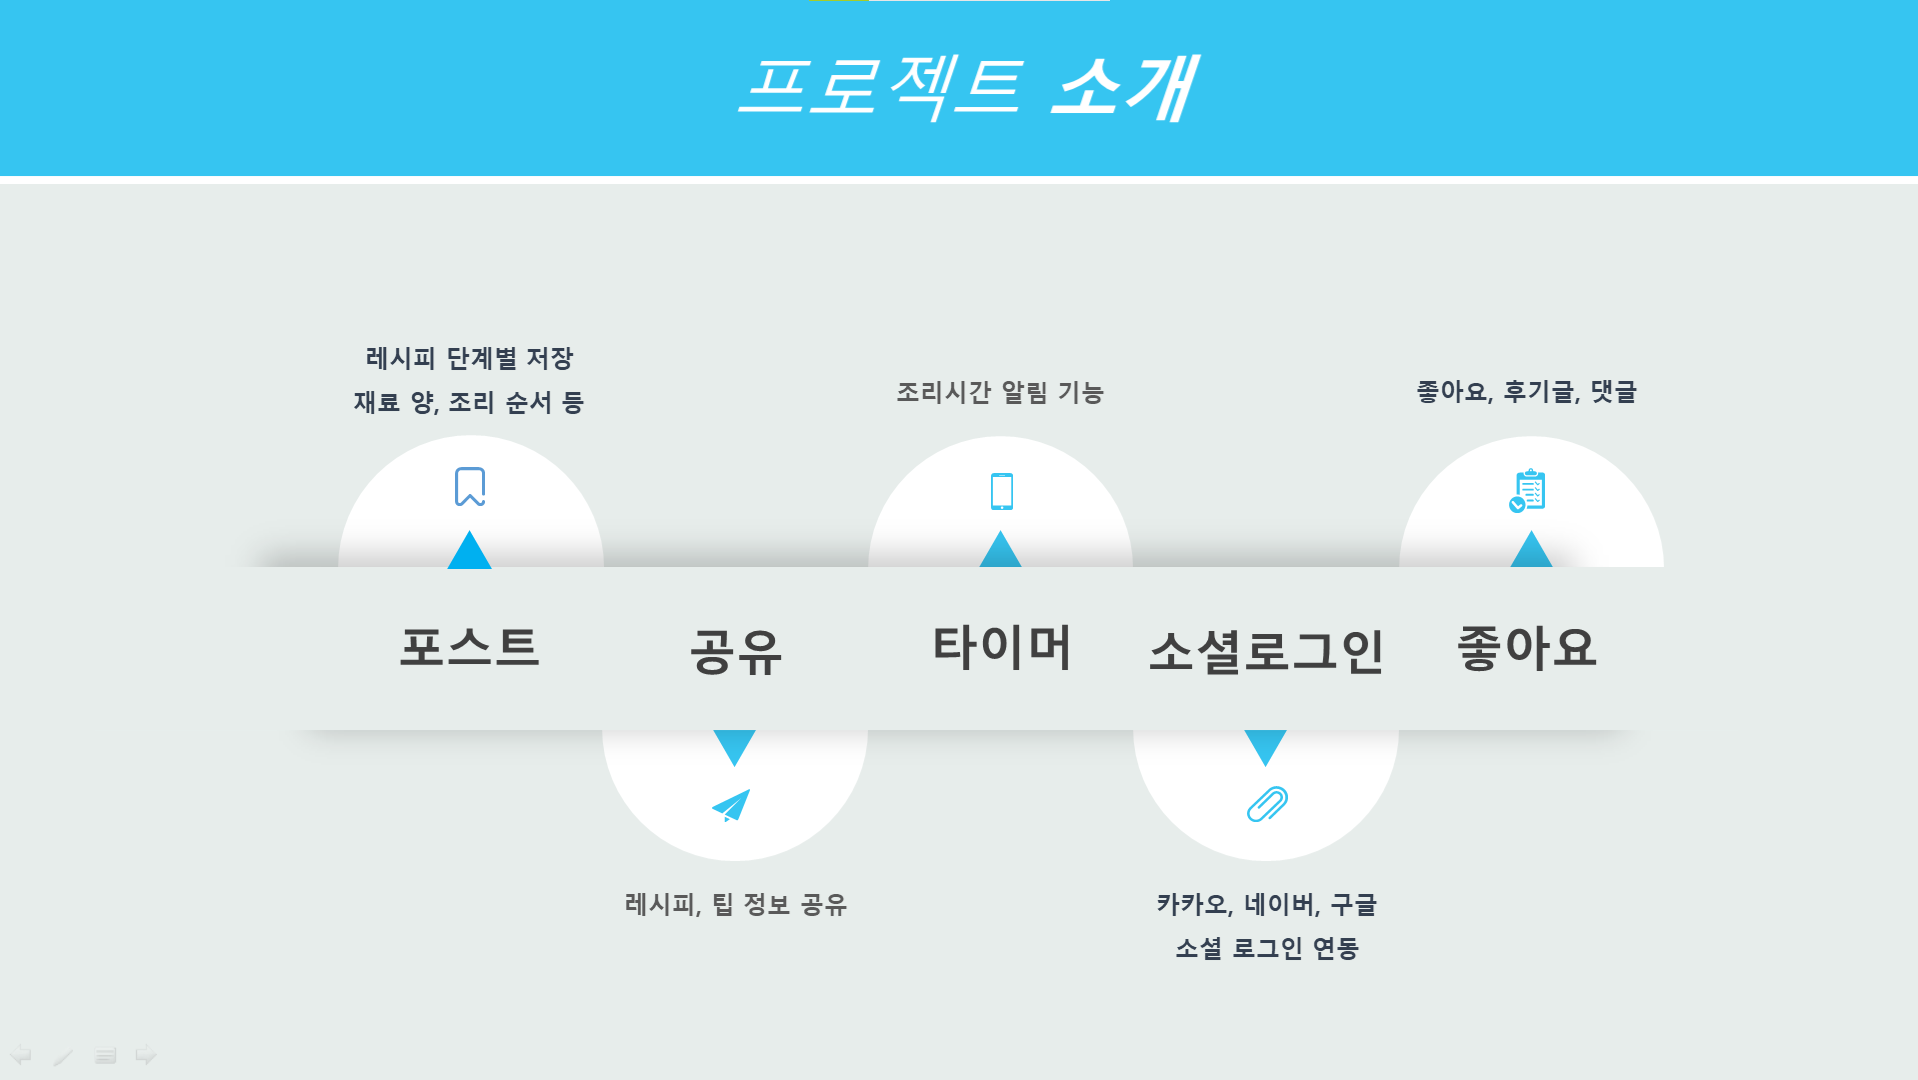 프로젝트 소개
레시피 단계별 저장
재료 양, 조리 순서 등
조리시간 알림 기능
좋아요, 후기글, 댓글
포스트
공유
타이머
소셜로그인
좋아요
레시피, 팁 정보 공유
카카오, 네이버, 구글
소셜 로그인 연동